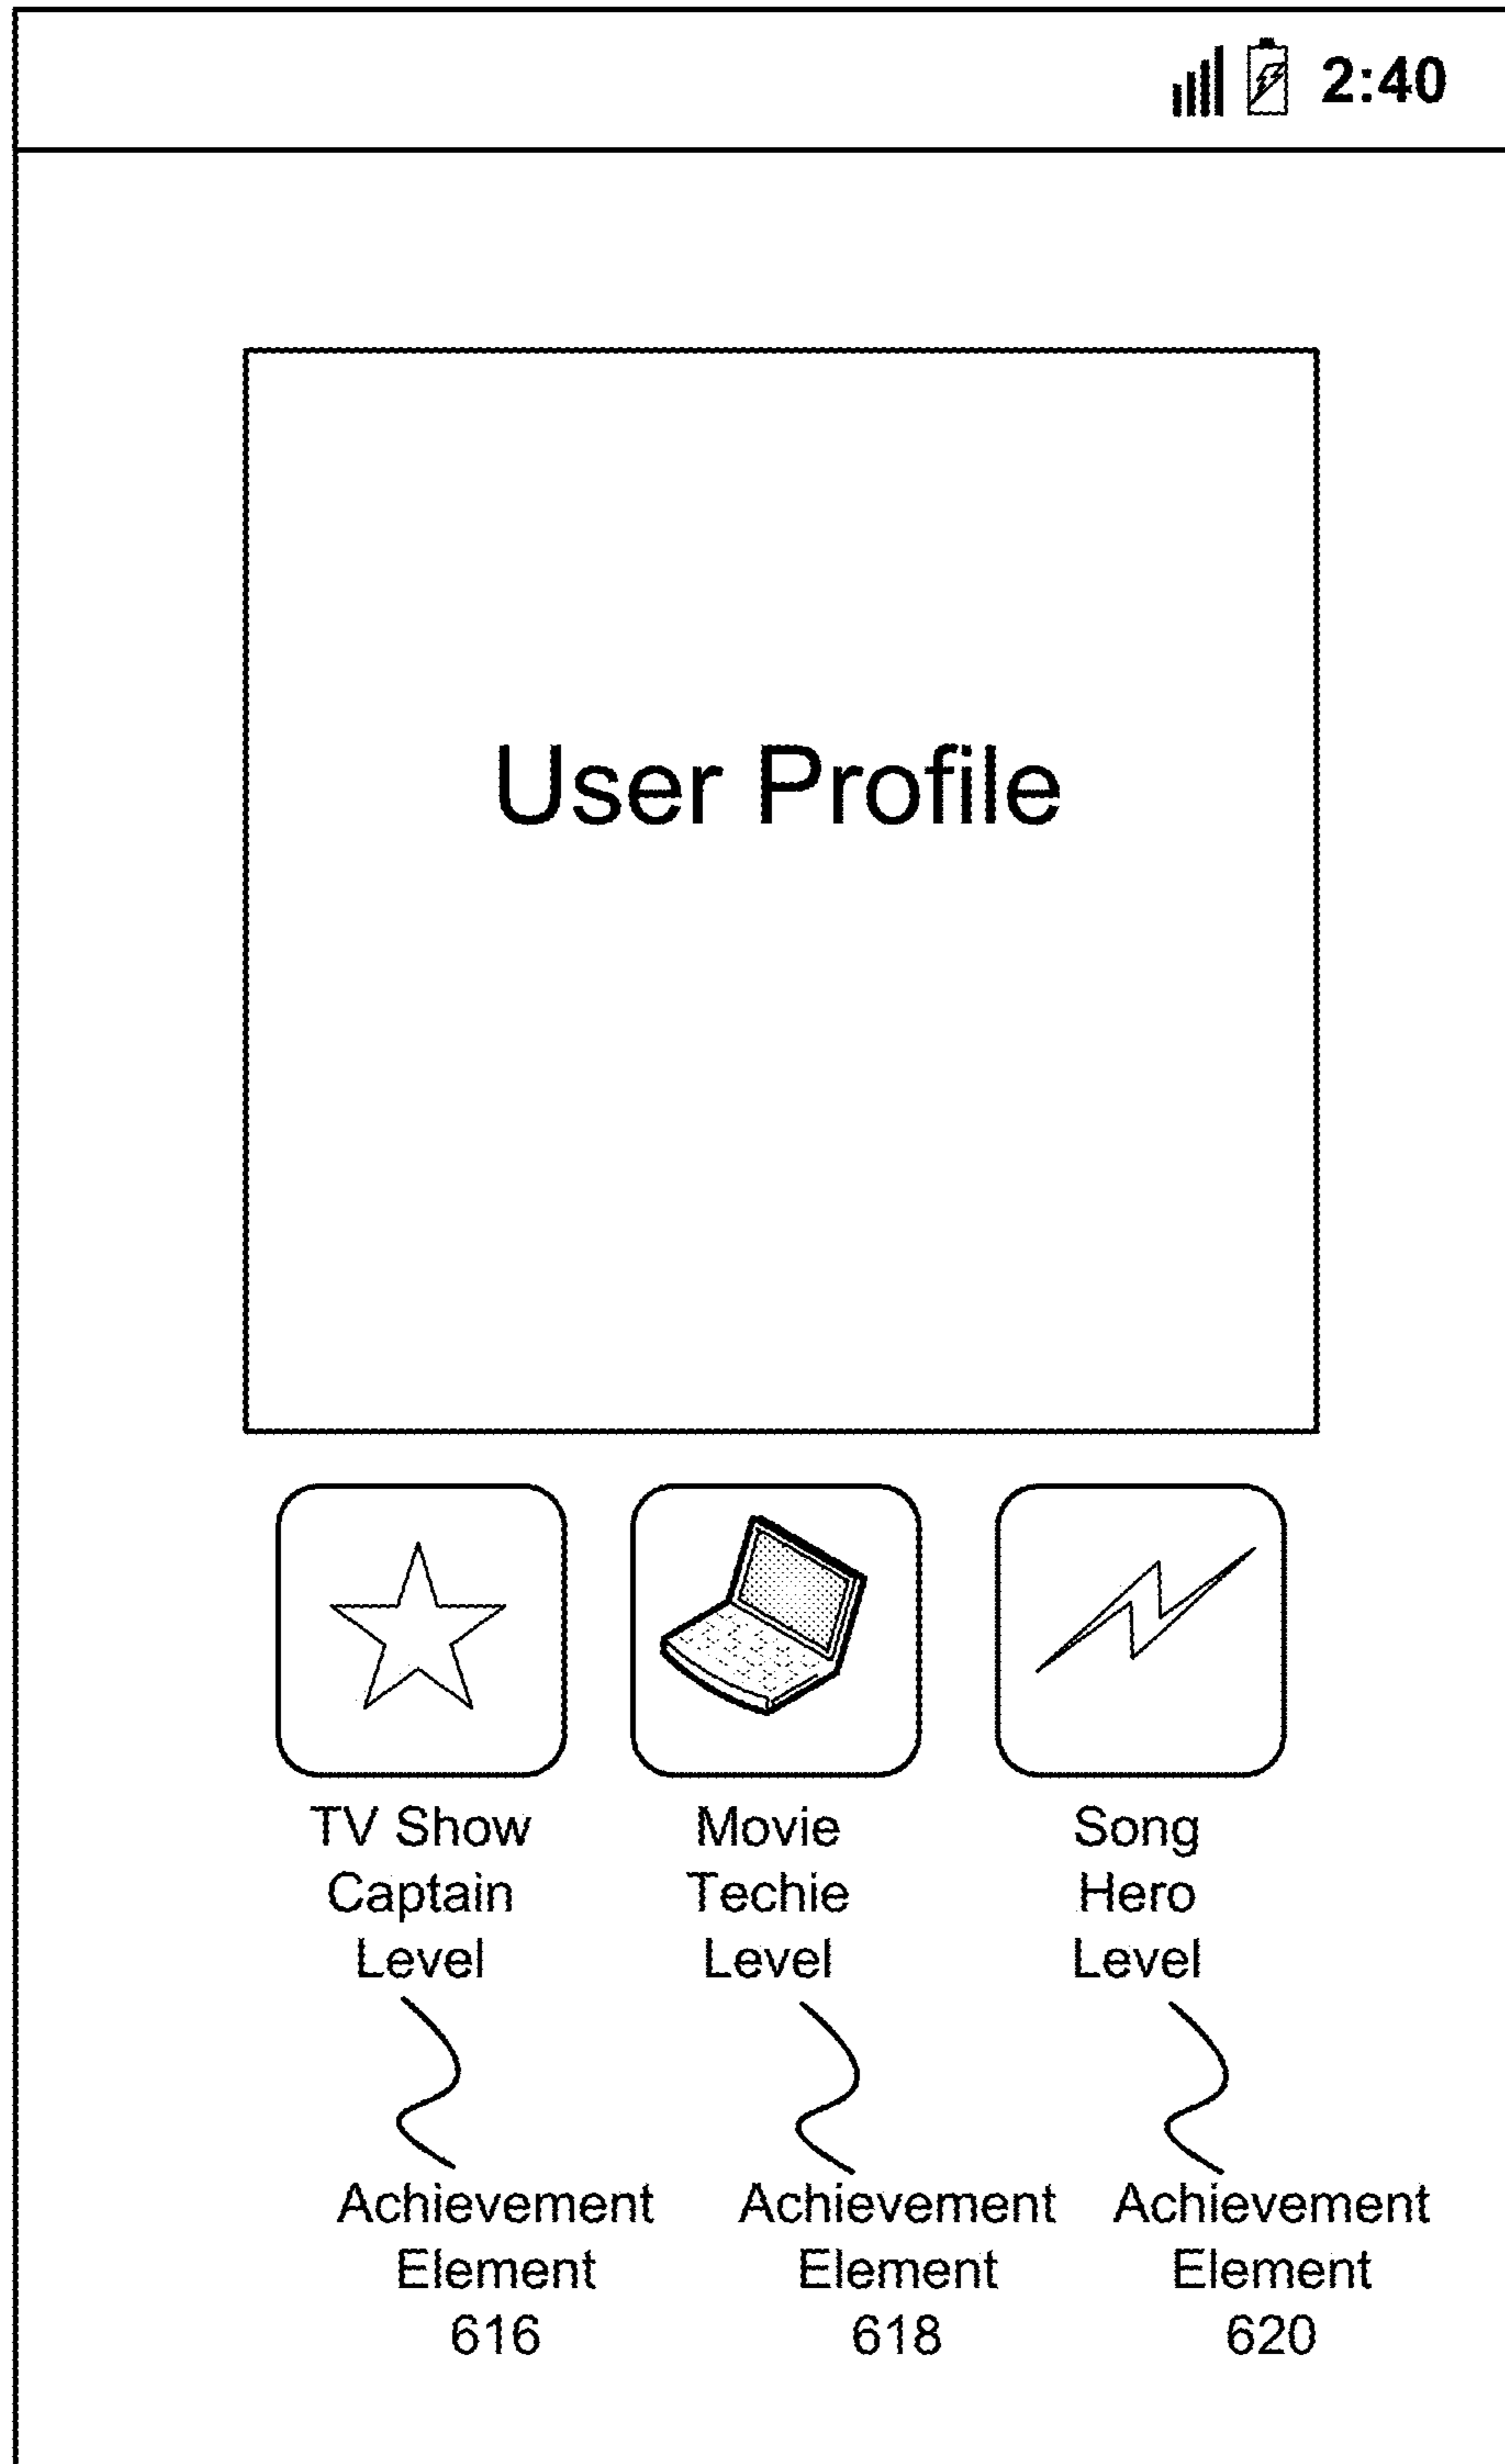 2:40
User Profile
TV Show
Captain
Level
Movie
Techie
Level
Song
Hero
Level
Achievement
Element
616
Achievement
Element
618
Achievement
Element
620